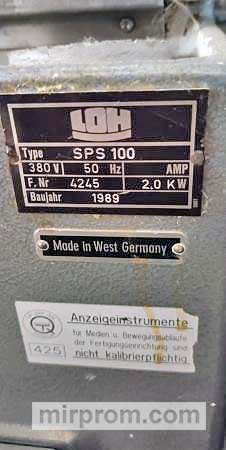 LOH
Type SPS 100
380 V 50 Hz AMP
F. Nr 4245 2,0 KW
Baujahr 1989
Made In West Germany
Anzeigeinstrumente
für Medien u. Bewegungsabläufe
der Fertigungseinrichtung sind
425 nicht kalibrierpflichtig
mirprom.com